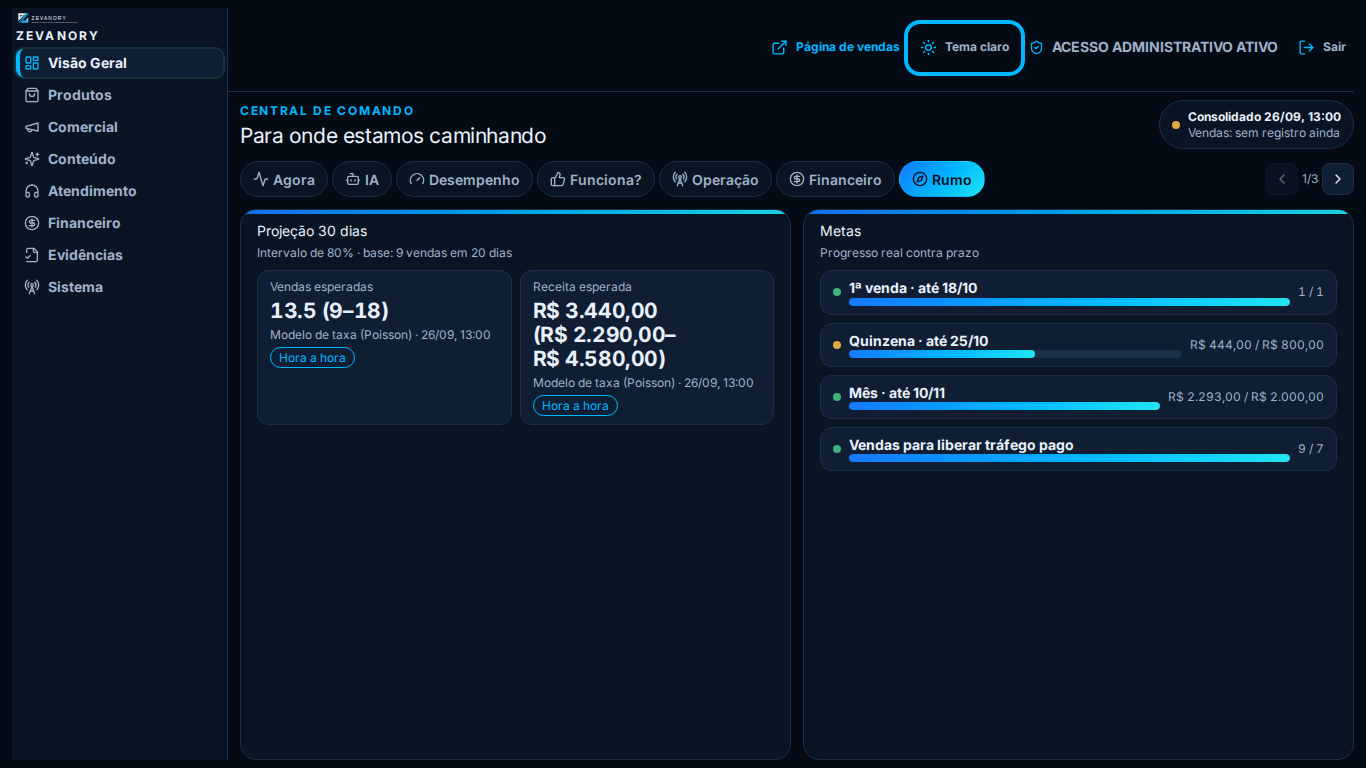 ZEVANORY
ZEVANORY
Visão Geral
Produtos
Comercial
Conteúdo
Atendimento
Financeiro
Evidências
Sistema
Página de vendas
Tema claro
ACESSO ADMINISTRATIVO ATIVO
Sair
CENTRAL DE COMANDO
Para onde estamos caminhando
Consolidado 26/09, 13:00
Vendas: sem registro ainda
Agora
IA
Desempenho
Funciona?
Operação
Financeiro
Rumo
1/3
Projeção 30 dias
Intervalo de 80% · base: 9 vendas em 20 dias
Vendas esperadas
13.5 (9–18)
Modelo de taxa (Poisson) · 26/09, 13:00
Hora a hora
Receita esperada
R$ 3.440,00
(R$ 2.290,00–
R$ 4.580,00)
Modelo de taxa (Poisson) · 26/09, 13:00
Hora a hora
Metas
Progresso real contra prazo
1ª venda · até 18/10
1 / 1
Quinzena · até 25/10
R$ 444,00 / R$ 800,00
Mês · até 10/11
R$ 2.293,00 / R$ 2.000,00
Vendas para liberar tráfego pago
9 / 7